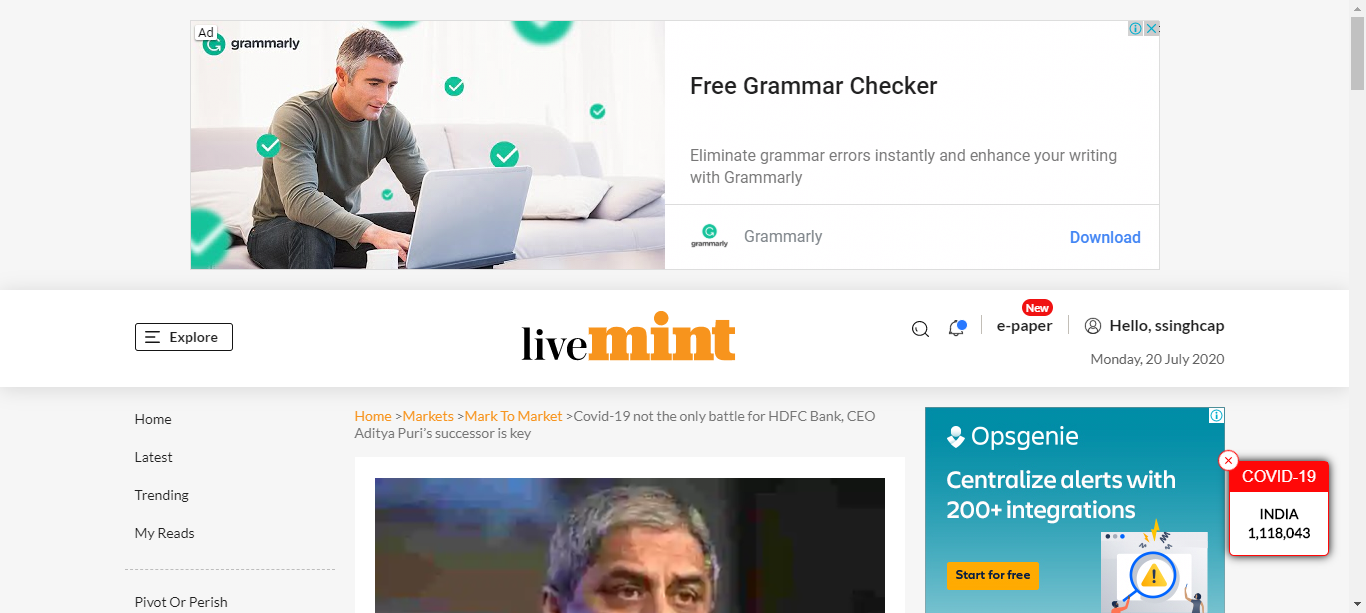 Ad
grammarly
Free Grammar Checker
Eliminate grammar errors instantly and enhance your writing
with Grammarly
grammarly
Grammarly
Download
Explore
livemint
New
e-paper
Hello, ssinghcap
Monday, 20 July 2020
Home
Latest
Trending
My Reads
Pivot Or Perish
Home >Markets >Mark To Market >Covid-19 not the only battle for HDFC Bank, CEO
Aditya Puri's successor is key
Opsgenie
Centralize alerts with
200+ integrations
Start for free
COVID-19
INDIA
1,118,043